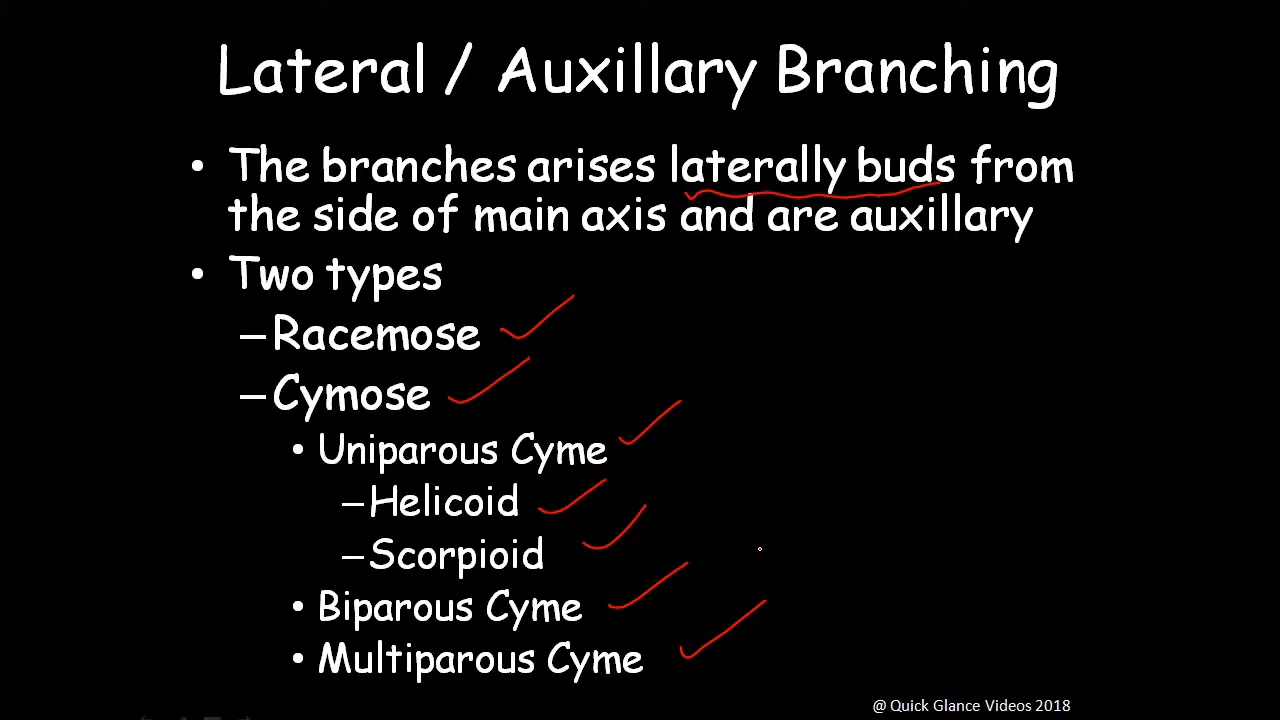 Lateral / Auxillary Branching
• The branches arises laterally buds from
the side of main axis and are auxillary
• Two types
–Racemose
–Cymose
• Uniparous Cyme
–Helicoid
–Scorpioid
• Biparous Cyme
• Multiparous Cyme
@ Quick Glance Videos 2018